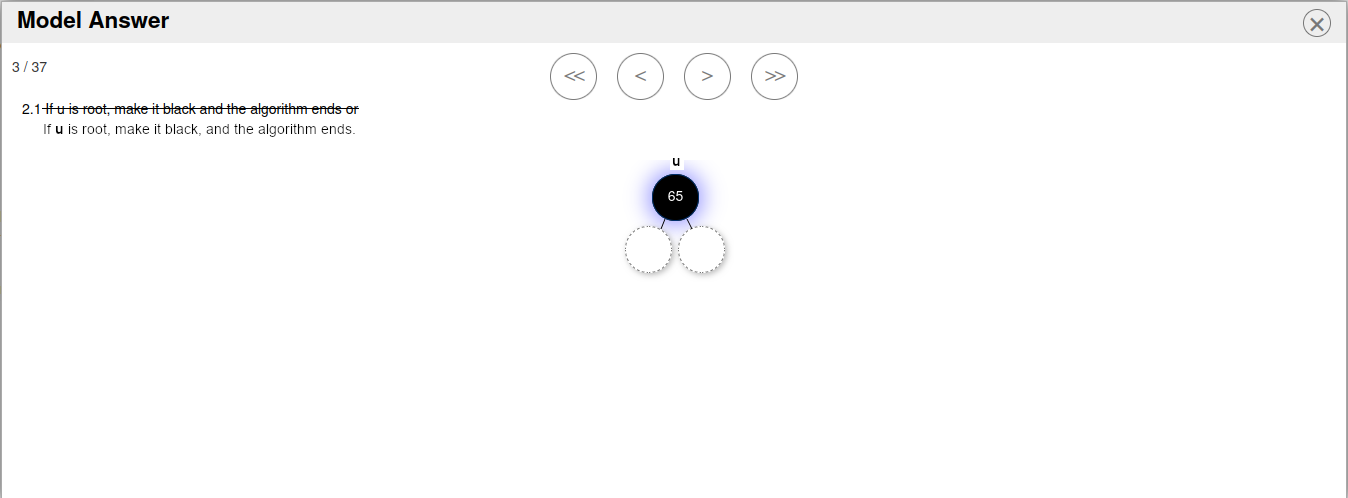 Model Answer
3 / 37
<< < > >>
2.1 If u is root, make it black and the algorithm ends or
If u is root, make it black, and the algorithm ends.
u
65